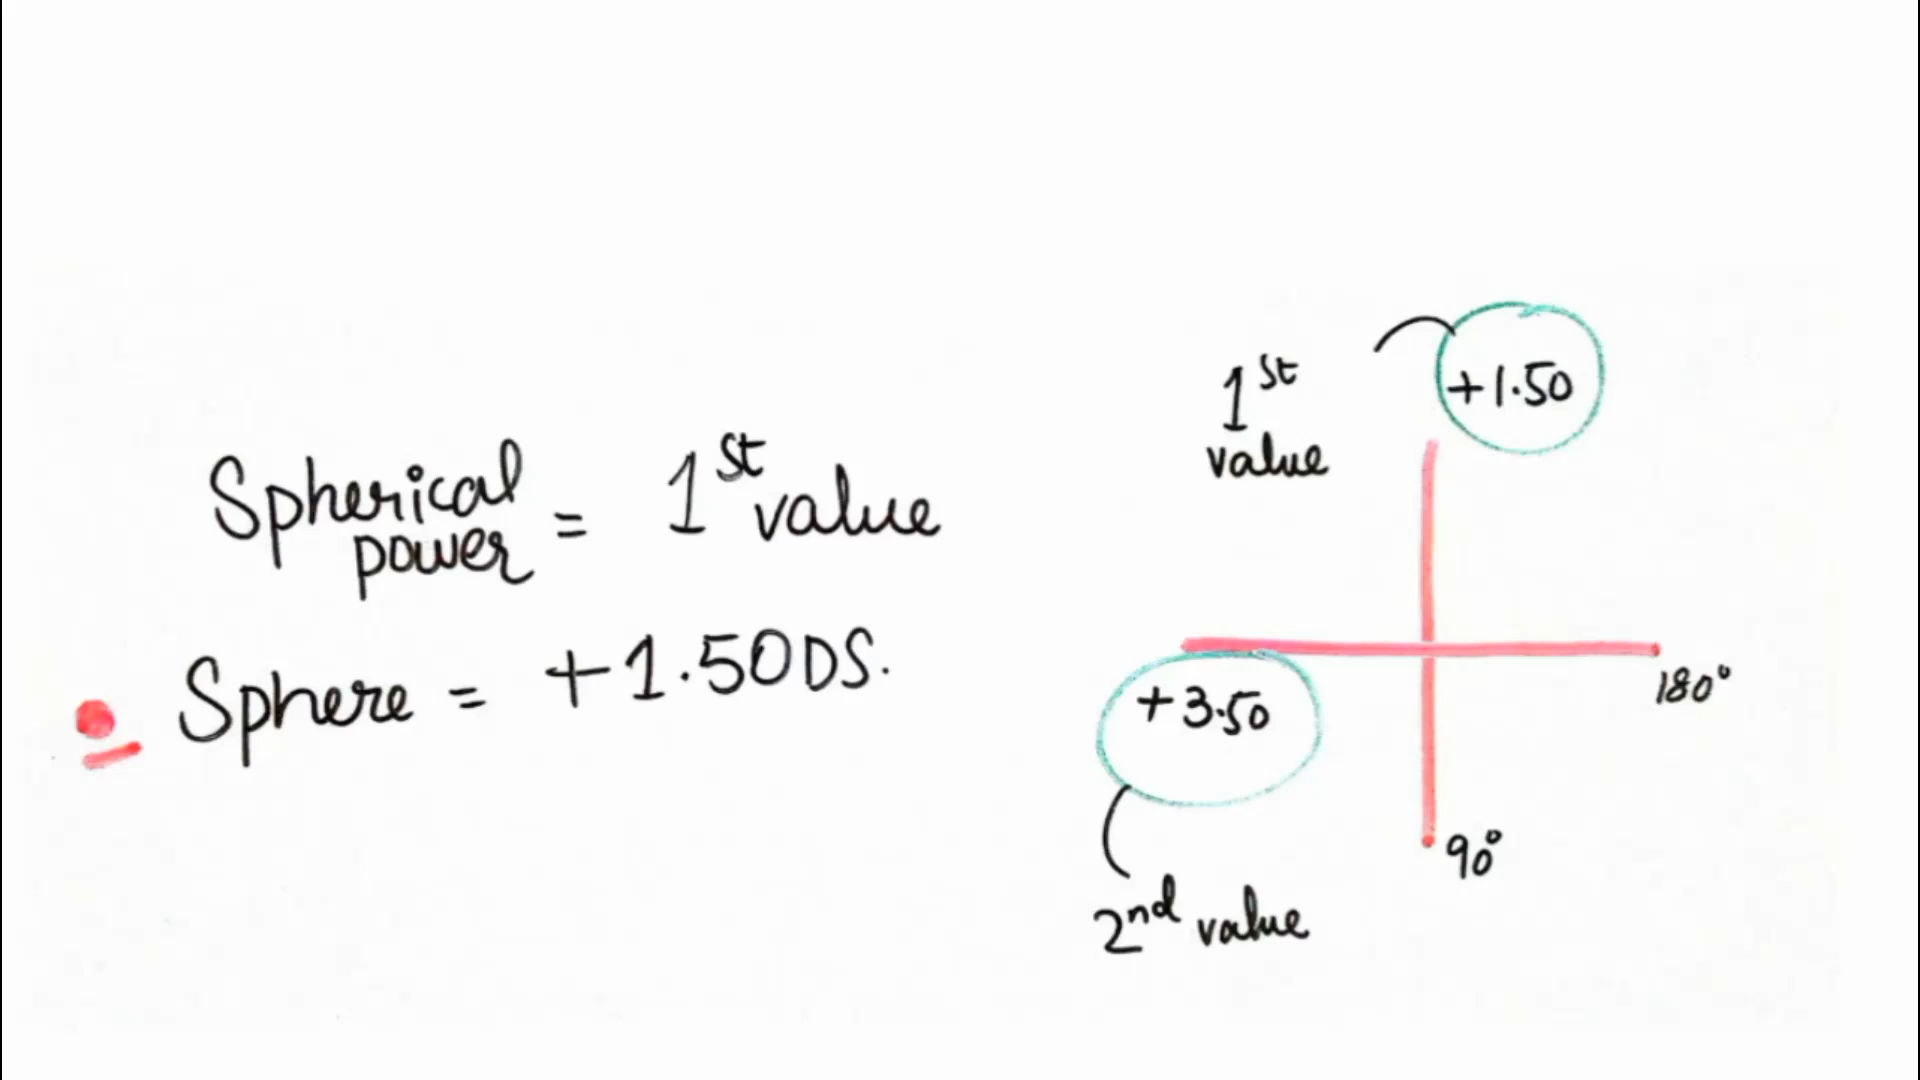 Spherical power = 1st value
Sphere = +1.50DS.
1st value
+1.50
180°
+3.50
90°
2nd value